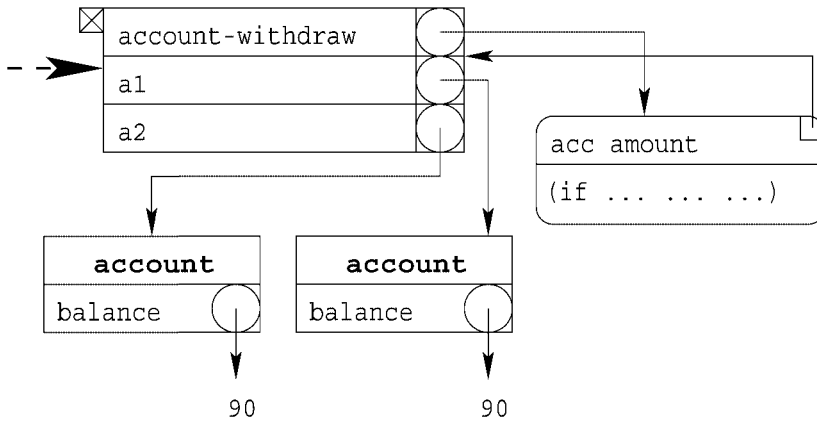 account-withdraw
a1
a2
acc amount
(if ... ... ...)
account
balance
90
account
balance
90